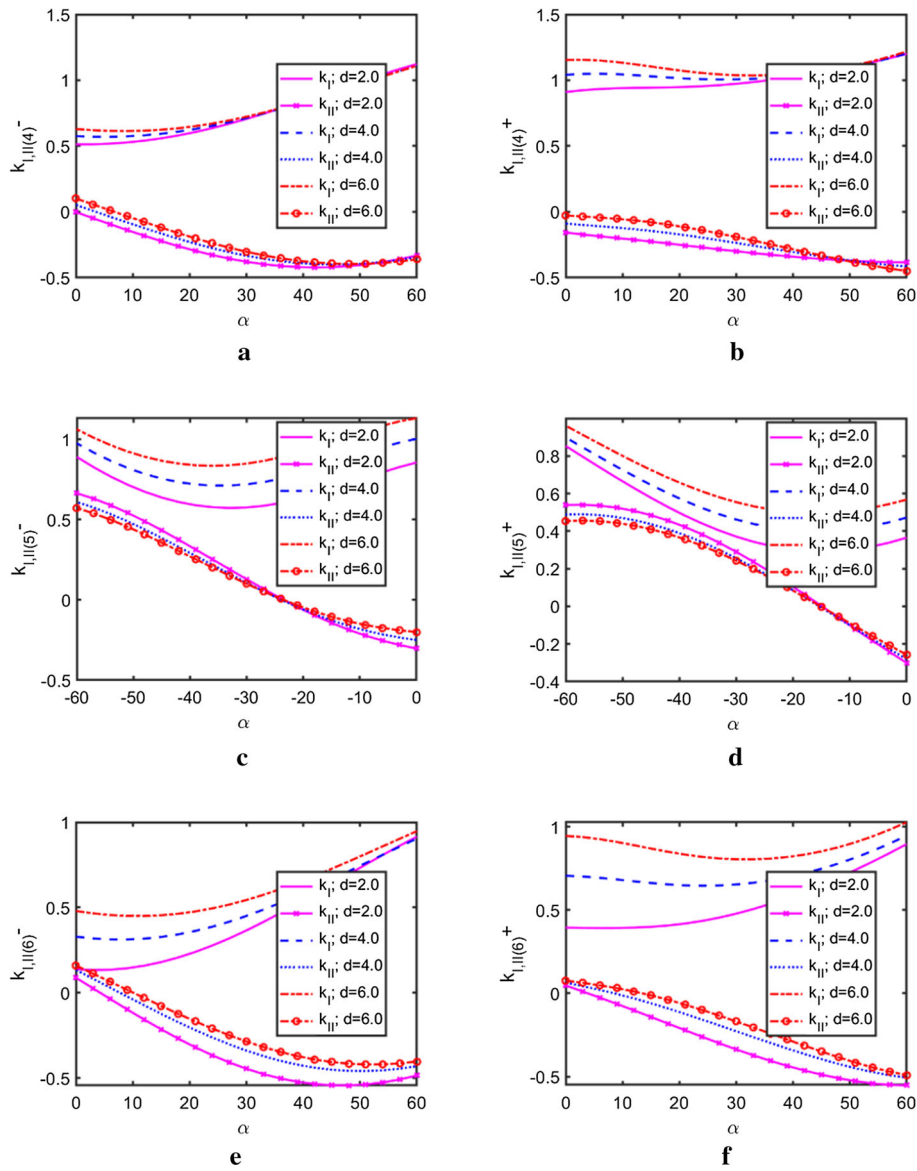 1.5
1
0.5
0
-0.5
k_I,II(4)^-
0 10 20 30 40 50 60
α
k_I; d=2.0
k_II; d=2.0
k_I; d=4.0
k_II; d=4.0
k_I; d=6.0
k_II; d=6.0
a
1.5
1
0.5
0
-0.5
k_I,II(4)^+
0 10 20 30 40 50 60
α
k_I; d=2.0
k_II; d=2.0
k_I; d=4.0
k_II; d=4.0
k_I; d=6.0
k_II; d=6.0
b
1
0.5
0
-0.5
k_I,II(5)^-
-60 -50 -40 -30 -20 -10 0
α
k_I; d=2.0
k_II; d=2.0
k_I; d=4.0
k_II; d=4.0
k_I; d=6.0
k_II; d=6.0
c
0.8
0.6
0.4
0.2
0
-0.2
-0.4
k_I,II(5)^+
-60 -50 -40 -30 -20 -10 0
α
k_I; d=2.0
k_II; d=2.0
k_I; d=4.0
k_II; d=4.0
k_I; d=6.0
k_II; d=6.0
d
1
0.5
0
-0.5
k_I,II(6)^-
0 10 20 30 40 50 60
α
k_I; d=2.0
k_II; d=2.0
k_I; d=4.0
k_II; d=4.0
k_I; d=6.0
k_II; d=6.0
e
1
0.5
0
-0.5
k_I,II(6)^+
0 10 20 30 40 50 60
α
k_I; d=2.0
k_II; d=2.0
k_I; d=4.0
k_II; d=4.0
k_I; d=6.0
k_II; d=6.0
f